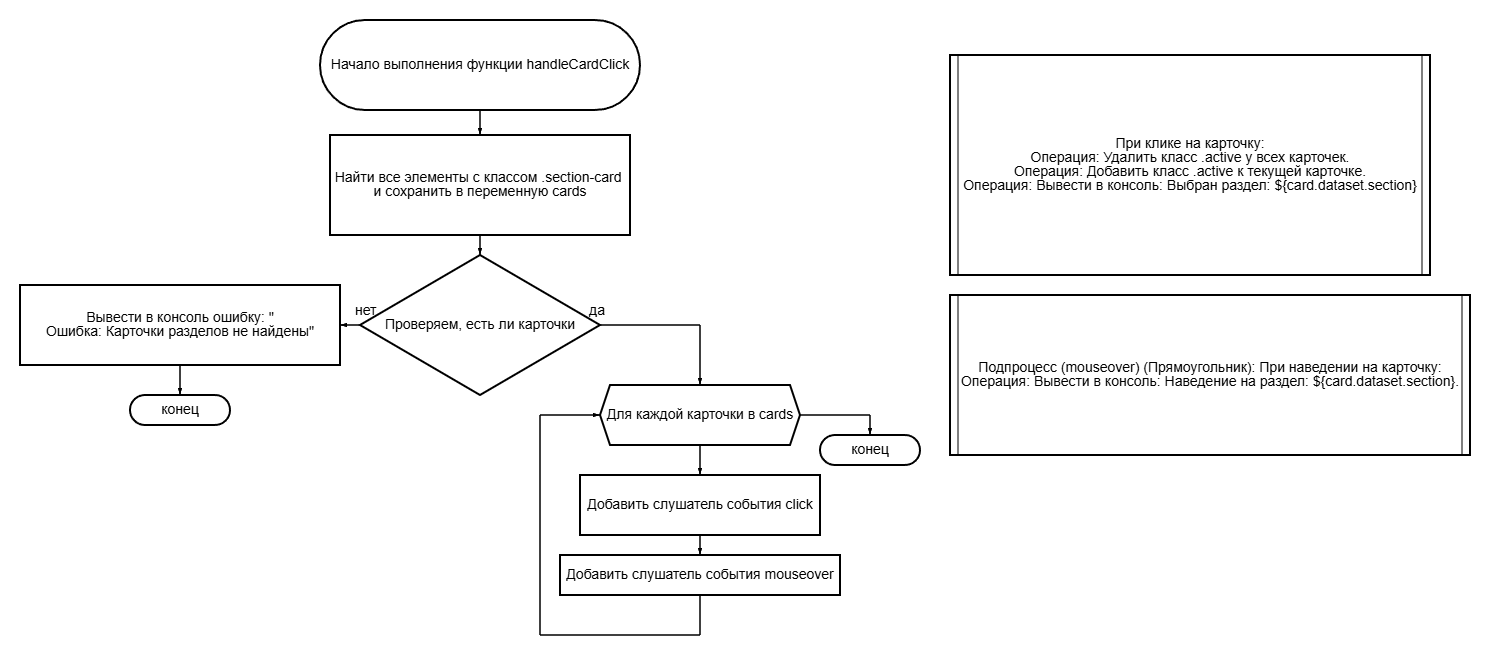 Начало выполнения функции handleCardClick
Найти все элементы с классом .section-card
и сохранить в переменную cards
Проверяем, есть ли карточки
нет
да
Вывести в консоль ошибку: "
Ошибка: Карточки разделов не найдены"
конец
Для каждой карточки в cards
конец
Добавить слушатель события click
Добавить слушатель события mouseover
При клике на карточку:
Операция: Удалить класс .active у всех карточек.
Операция: Добавить класс .active к текущей карточке.
Операция: Вывести в консоль: Выбран раздел: ${card.dataset.section}
Подпроцесс (mouseover) (Прямоугольник): При наведении на карточку:
Операция: Вывести в консоль: Наведение на раздел: ${card.dataset.section}.